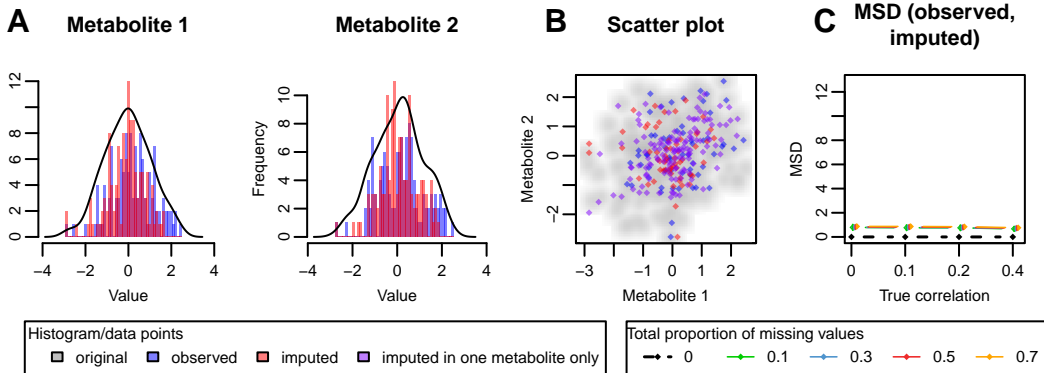 A
Metabolite 1
Metabolite 2
B
Scatter plot
C
MSD (observed,
imputed)
0 2 4 6 8 12
−4 −2 0 2 4
Value
Frequency
0 2 4 6 8 10
−4 −2 0 2 4
Value
Metabolite 2
−2 0 1 2
−3 −1 0 1 2
Metabolite 1
MSD
0 2 4 8 12
0 0.1 0.2 0.4
True correlation
Histogram/data points
original observed imputed imputed in one metabolite only
Total proportion of missing values
0 0.1 0.3 0.5 0.7